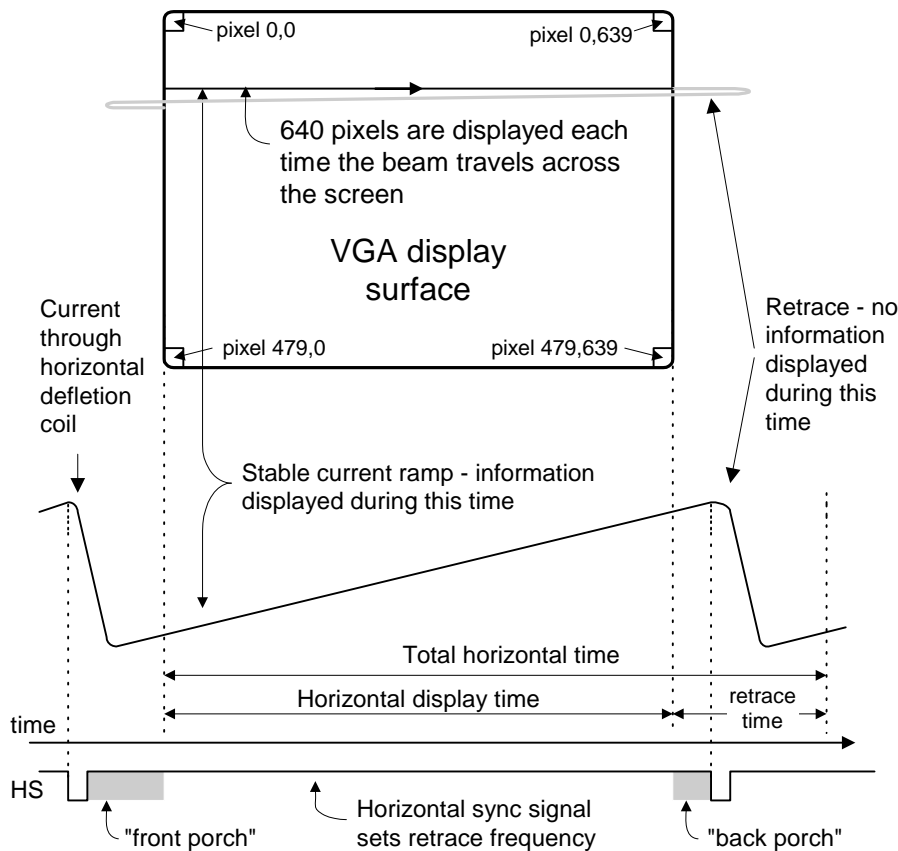 pixel 0,0
pixel 0,639
640 pixels are displayed each
time the beam travels across
the screen
VGA display
surface
pixel 479,0
pixel 479,639
Current
through
horizontal
defletion
coil
Retrace - no
information
displayed
during this
time
Stable current ramp - information
displayed during this time
Total horizontal time
Horizontal display time
retrace
time
time
HS
"front porch"
Horizontal sync signal
sets retrace frequency
"back porch"